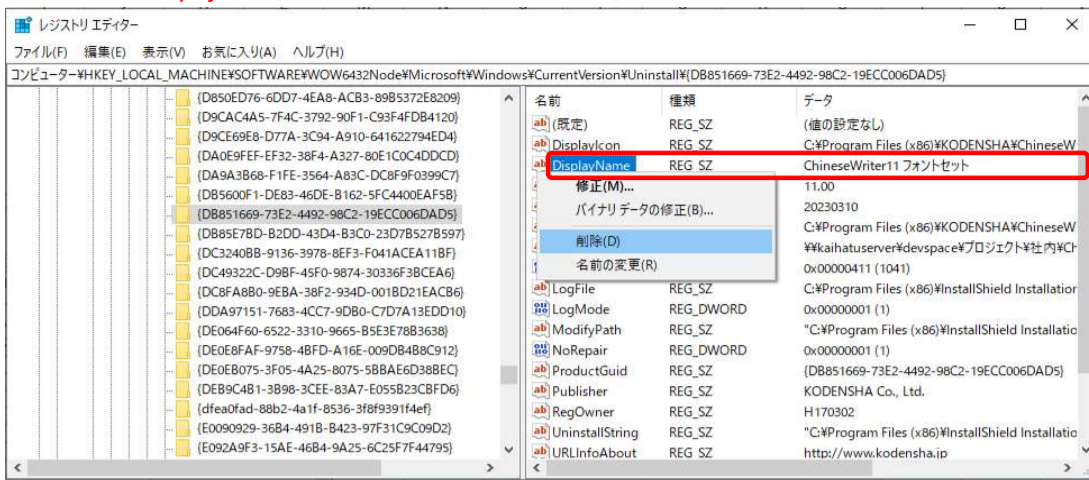 レジストリ エディター
ファイル(F) 編集(E) 表示(V) お気に入り(A) ヘルプ(H)
コンピューター¥HKEY_LOCAL_MACHINE¥SOFTWARE¥WOW6432Node¥Microsoft¥Windows¥CurrentVersion¥Uninstall¥{DB851669-73E2-4492-98C2-19ECC006DAD5}
{D850ED76-6DD7-4EA8-ACB3-89B5372E8209}
{D9CAC4A5-7F4C-3792-90F1-C93F4FDB4120}
{D9CE69E8-D77A-3C94-A910-641622794ED4}
{DA0E9FEF-EF32-38F4-A327-80E1C0C4DDCD}
{DA9A3B68-F1FE-3564-A83C-DC8F9F0399C7}
{DB5600F1-DE83-46DE-B162-5FC4400EAF5B}
{DB851669-73E2-4492-98C2-19ECC006DAD5}
{DB85E7BD-B2DD-43D4-B3C0-23D7B527B597}
{DC3240BB-9136-3978-8EF3-F041ACEA11BF}
{DC49322C-D9BF-45F0-9874-30336F3BCEA6}
{DC8FA8B0-9EBA-38F2-934D-001BD21EACB6}
{DDA97151-7683-4CC7-9DB0-C7D7A13EDD10}
{DE064F60-6522-3310-9665-B5E3E78B3638}
{DE0E8FAF-9758-4BFD-A16E-009DB4B8C912}
{DE0EB075-3F05-4A25-8075-5BBAE6D38BEC}
{DEB9C4B1-3B98-3CEE-83A7-E055B23CBFD6}
{dfea0fad-88b2-4a1f-8536-3f8f9391f4ef}
{E0090929-36B4-491B-B423-97F31C9C09D2}
{E092A9F3-15AE-46B4-9A25-6C25F7F44795}
名前 種類 データ
(既定) REG_SZ (値の設定なし)
DisplayIcon REG_SZ C:¥Program Files (x86)¥KODENSHA¥ChineseW
DisplayName REG_SZ ChineseWriter11 フォントセット
修正(M)... 11.00
バイナリ データの修正(B)... 20230310
C:¥Program Files (x86)¥KODENSHA¥ChineseW
削除(D) ¥¥kaihatuserver¥devspace¥プロジェクト¥社内¥Ch
名前の変更(R) 0x00000411 (1041)
LogFile REG_SZ C:¥Program Files (x86)¥InstallShield Installation
LogMode REG_DWORD 0x00000001 (1)
ModifyPath REG_SZ "C:¥Program Files (x86)¥InstallShield Installatio
NoRepair REG_DWORD 0x00000001 (1)
ProductGuid REG_SZ {DB851669-73E2-4492-98C2-19ECC006DAD5}
Publisher REG_SZ KODENSHA Co., Ltd.
RegOwner REG_SZ H170302
UninstallString REG_SZ "C:¥Program Files (x86)¥InstallShield Installatio
URLInfoAbout REG_SZ http://www.kodensha.jp